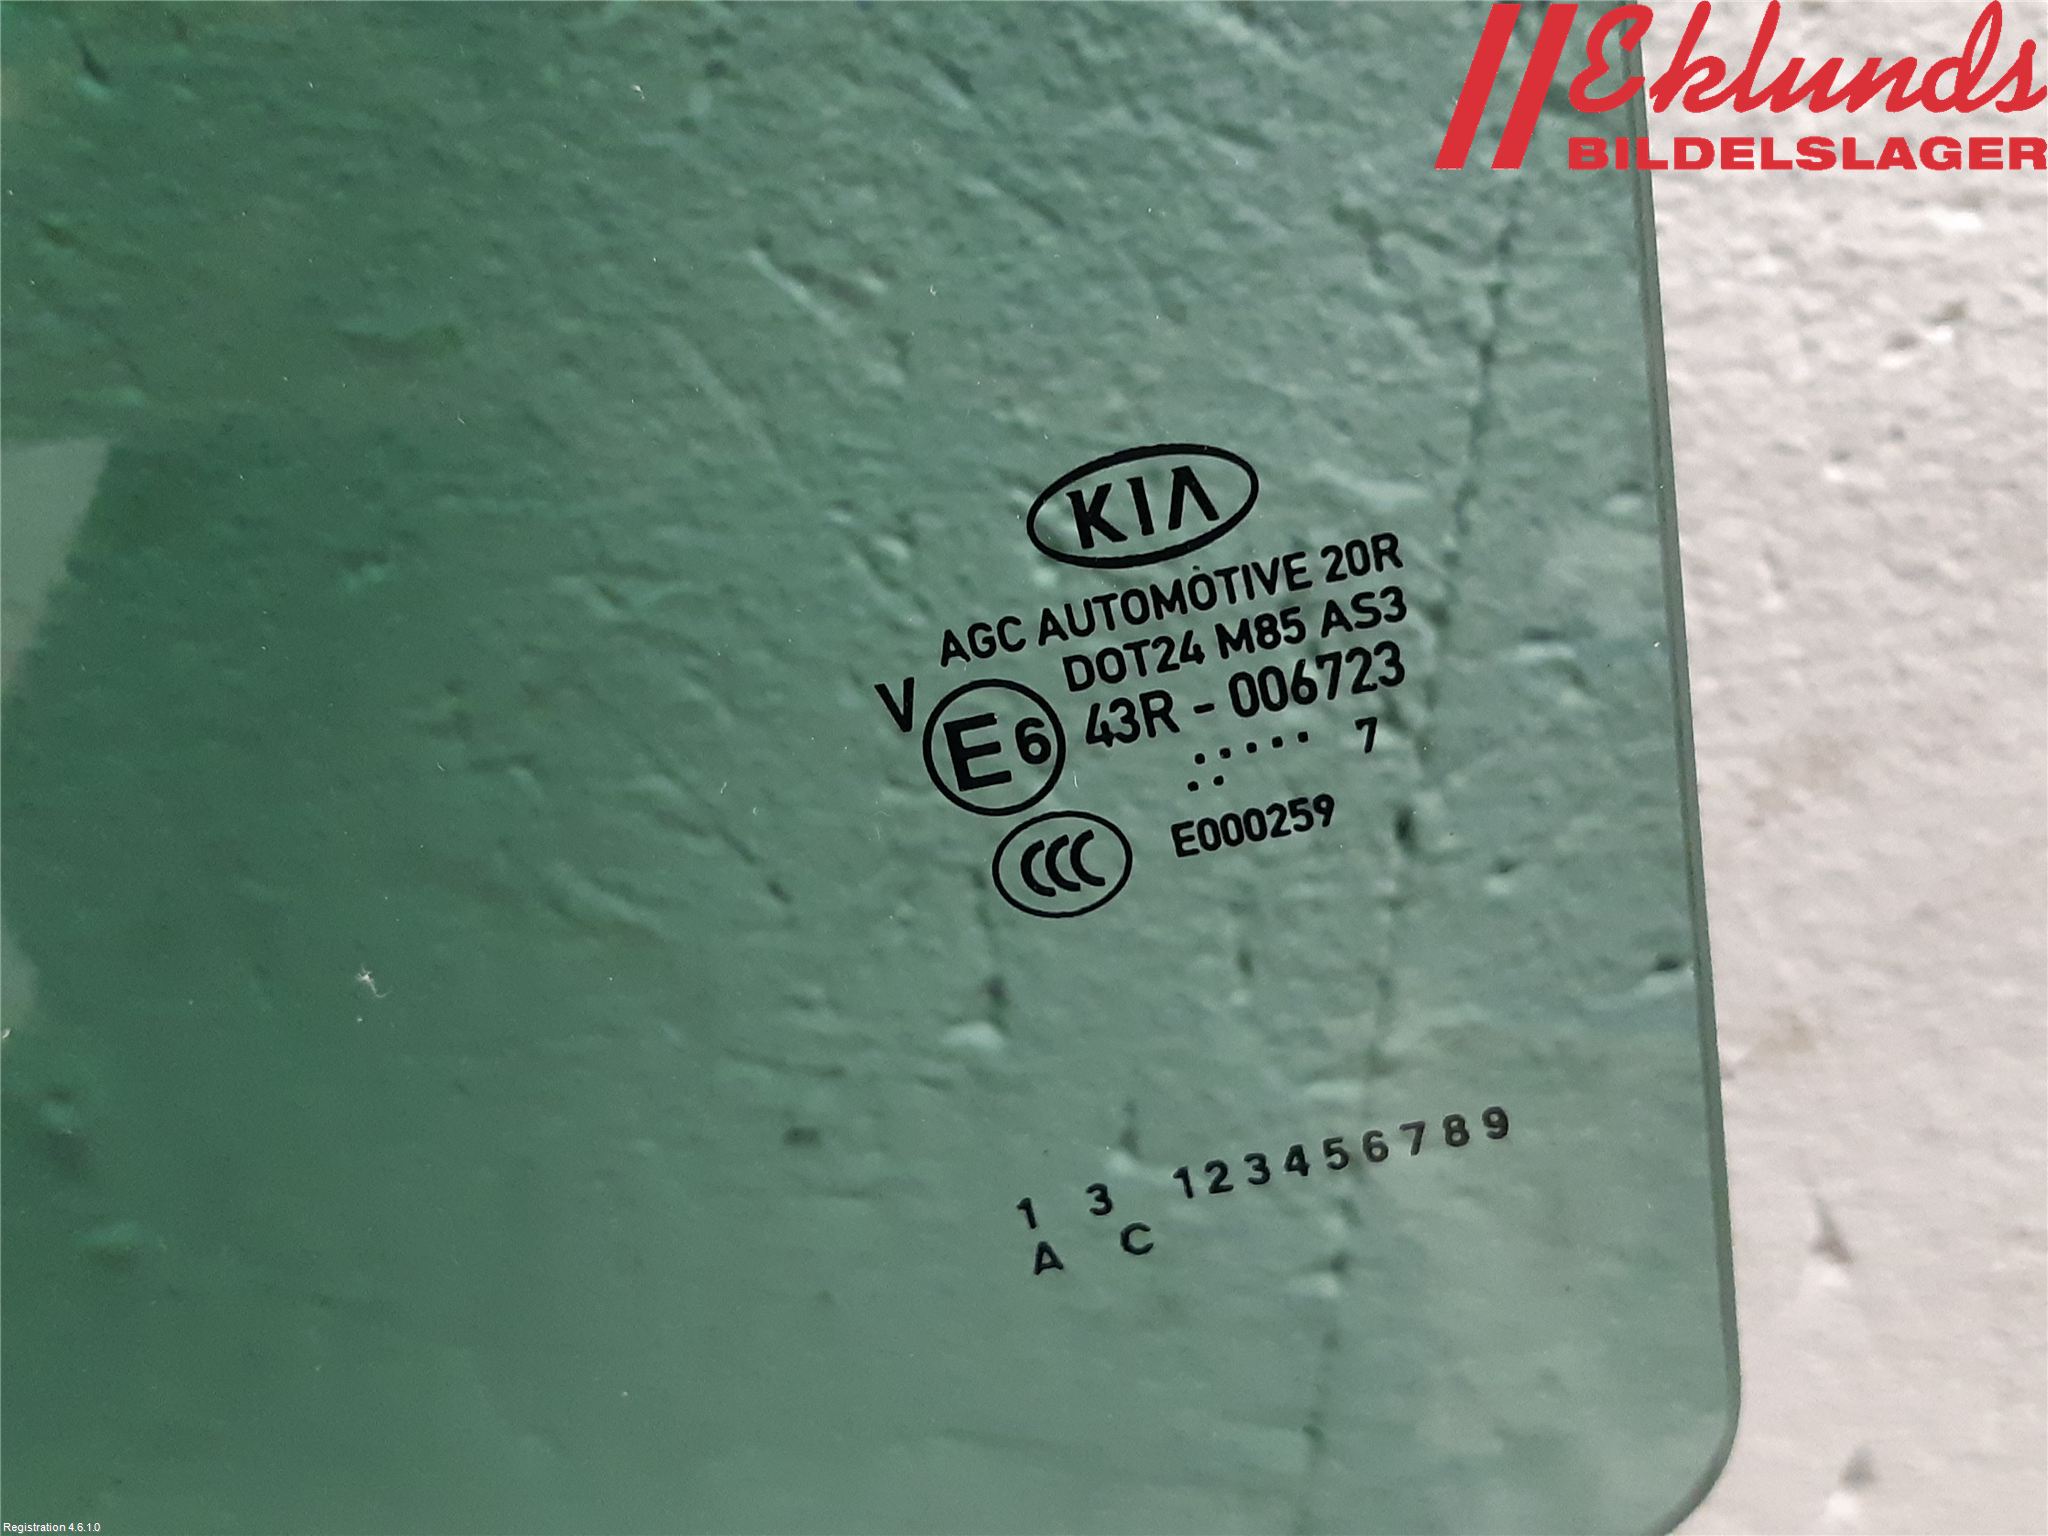 Eklunds
BILDELSLAGER
KIA
AGC AUTOMOTIVE 20R
DOT24 M85 AS3
V E6 43R - 006723
7
CCC E000259
1 3 123456789
A C
Registration 4.6.1.0